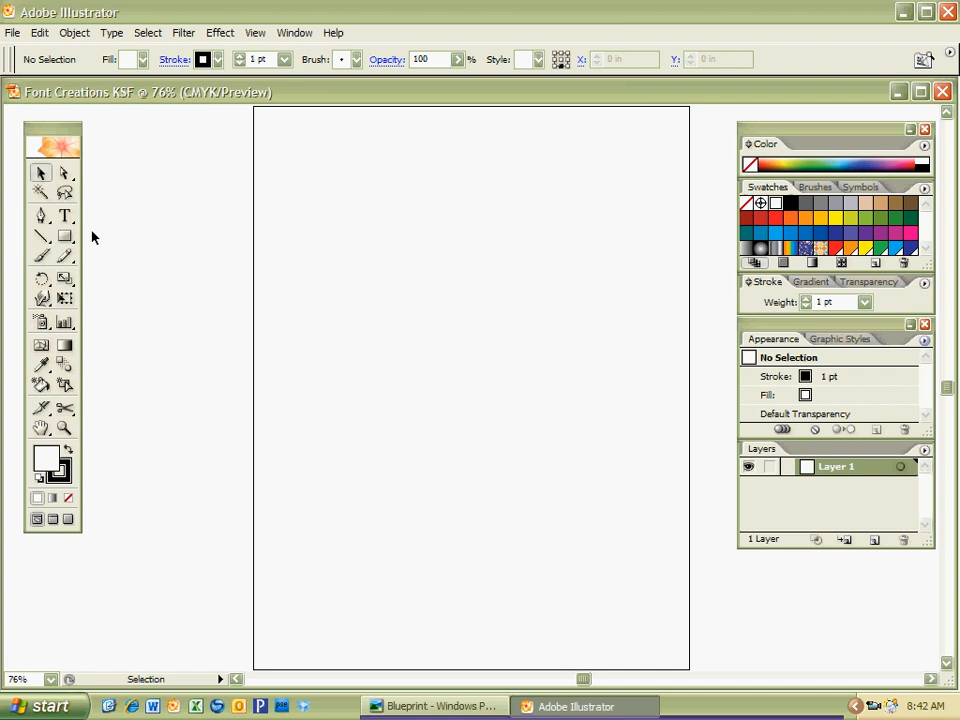 Adobe Illustrator
File Edit Object Type Select Filter Effect View Window Help
No Selection Fill: Stroke: 1 pt Brush: Opacity: 100 % Style: X: 0 in Y: 0 in
Font Creations KSF @ 76% (CMYK/Preview)
Color
Swatches Brushes Symbols
Stroke Gradient Transparency
Weight: 1 pt
Appearance Graphic Styles
No Selection
Stroke: 1 pt
Fill:
Default Transparency
Layers
Layer 1
1 Layer
76% Selection
start Blueprint - Windows P... Adobe Illustrator 8:42 AM